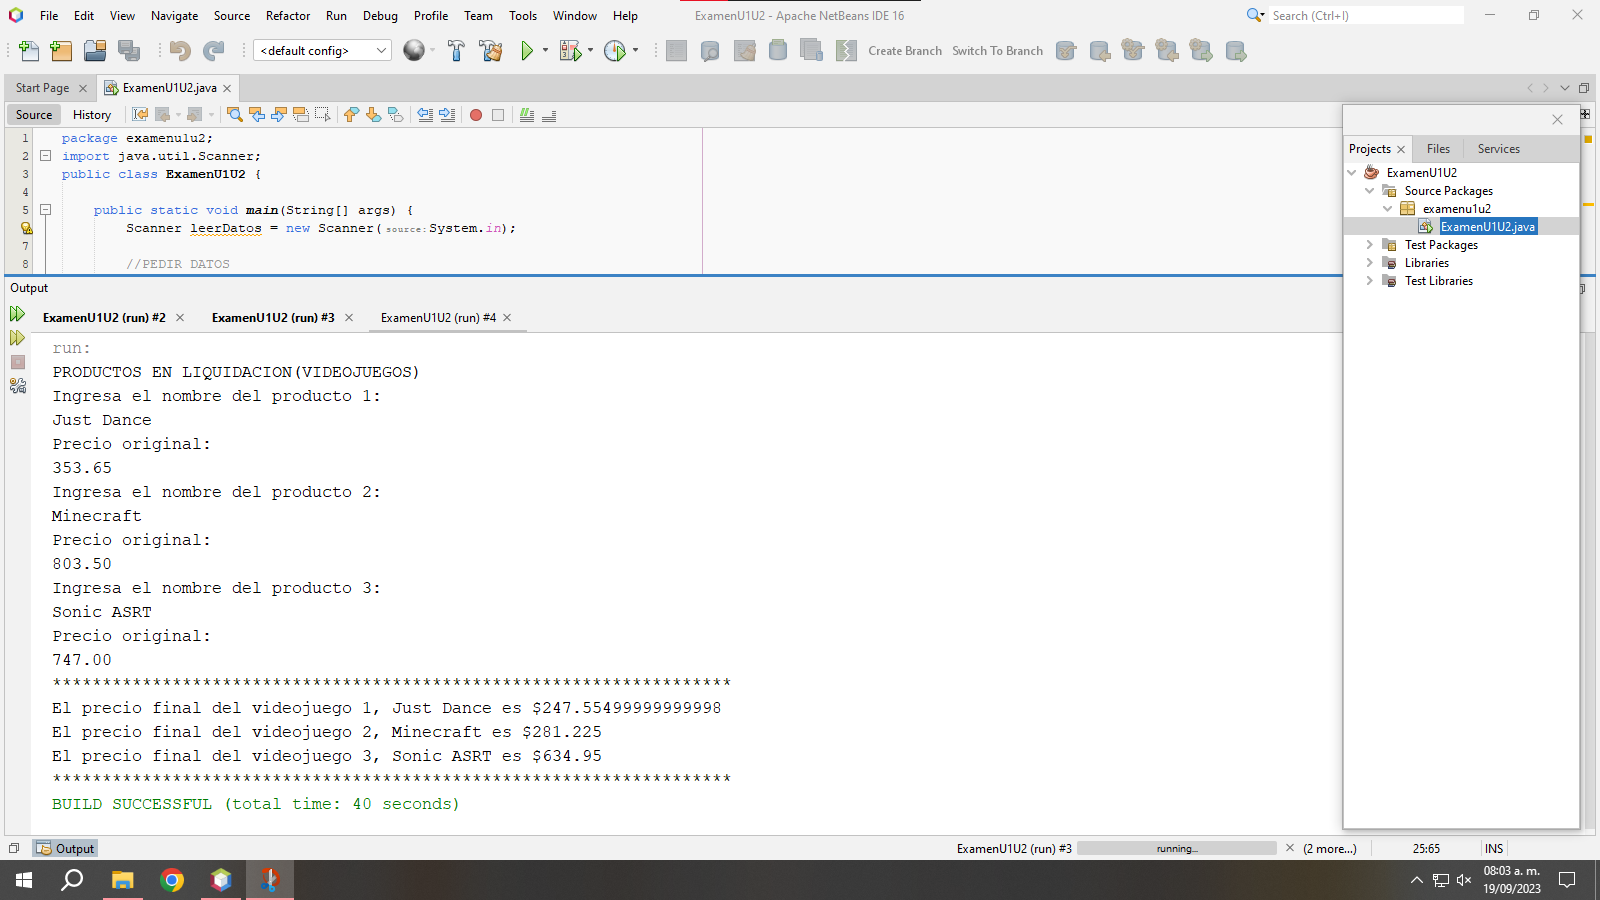 File Edit View Navigate Source Refactor Run Debug Profile Team Tools Window Help ExamenU1U2 - Apache NetBeans IDE 16 Search (Ctrl+I)
<default config> Create Branch Switch To Branch
Start Page ExamenU1U2.java
Source History
1 package examenu1u2;
2 import java.util.Scanner;
3 public class ExamenU1U2 {
4
5 public static void main(String[] args) {
Scanner leerDatos = new Scanner( source: System.in);
7
8 //PEDIR DATOS
Projects Files Services
ExamenU1U2
Source Packages
examenu1u2
ExamenU1U2.java
Test Packages
Libraries
Test Libraries
Output
ExamenU1U2 (run) #2 ExamenU1U2 (run) #3 ExamenU1U2 (run) #4
run:
PRODUCTOS EN LIQUIDACION(VIDEOJUEGOS)
Ingresa el nombre del producto 1:
Just Dance
Precio original:
353.65
Ingresa el nombre del producto 2:
Minecraft
Precio original:
803.50
Ingresa el nombre del producto 3:
Sonic ASRT
Precio original:
747.00
********************************************************************
El precio final del videojuego 1, Just Dance es $247.55499999999998
El precio final del videojuego 2, Minecraft es $281.225
El precio final del videojuego 3, Sonic ASRT es $634.95
********************************************************************
BUILD SUCCESSFUL (total time: 40 seconds)
Output ExamenU1U2 (run) #3 running... (2 more...) 25:65 INS
08:03 a. m.
19/09/2023